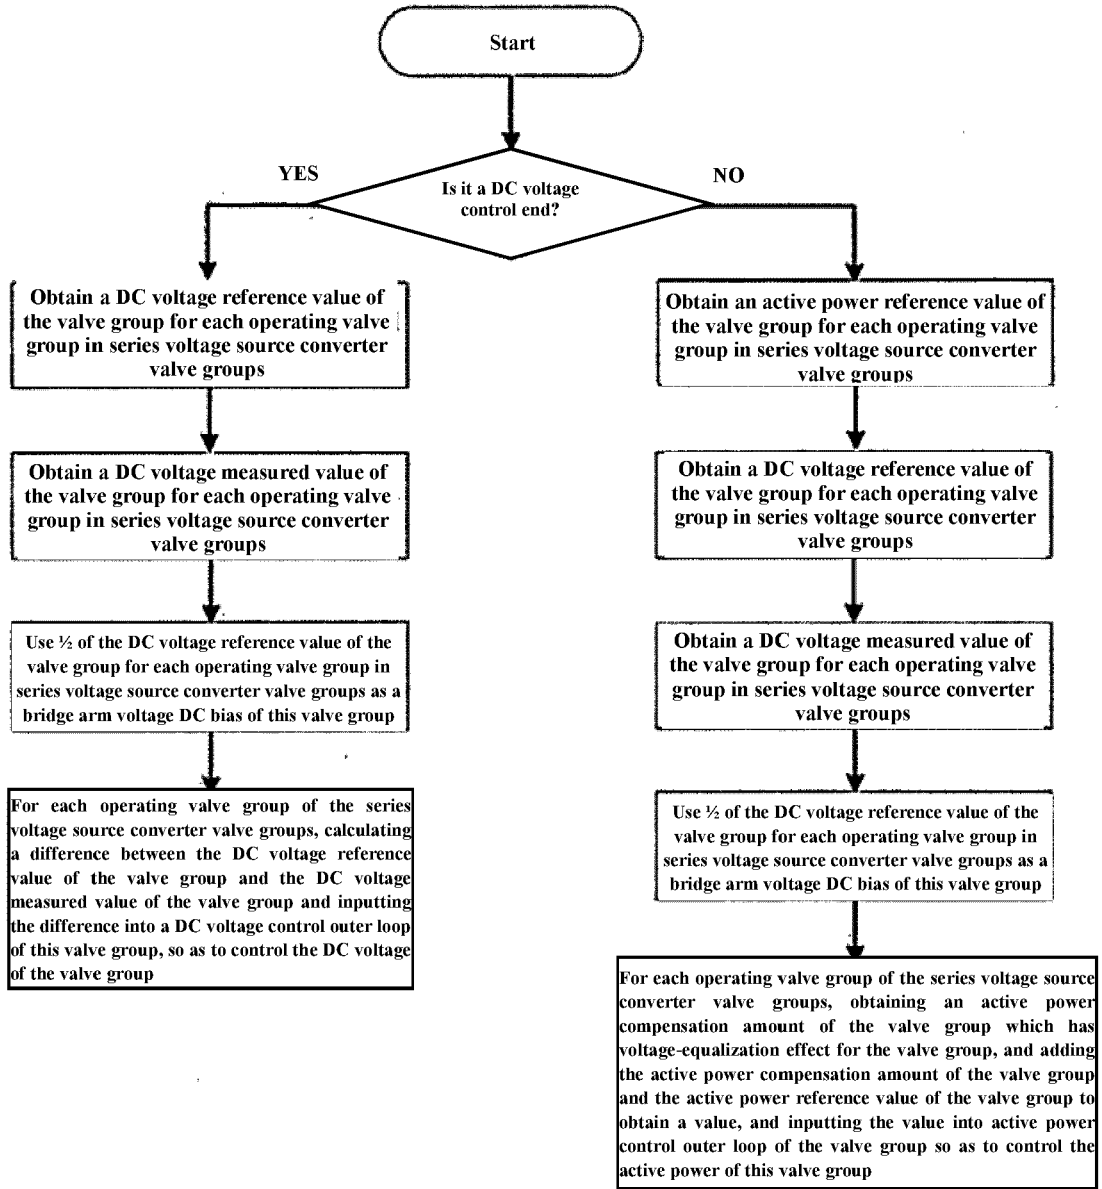 Start
YES
NO
Is it a DC voltage
control end?
Obtain a DC voltage reference value of
the valve group for each operating valve
group in series voltage source converter
valve groups
Obtain a DC voltage measured value of
the valve group for each operating valve
group in series voltage source converter
valve groups
Use ½ of the DC voltage reference value of the
valve group for each operating valve group in
series voltage source converter valve groups as a
bridge arm voltage DC bias of this valve group
For each operating valve group of the series
voltage source converter valve groups, calculating
a difference between the DC voltage reference
value of the valve group and the DC voltage
measured value of the valve group and inputting
the difference into a DC voltage control outer loop
of this valve group, so as to control the DC voltage
of the valve group
Obtain an active power reference value of
the valve group for each operating valve
group in series voltage source converter
valve groups
Obtain a DC voltage reference value of
the valve group for each operating valve
group in series voltage source converter
valve groups
Obtain a DC voltage measured value of
the valve group for each operating valve
group in series voltage source converter
valve groups
Use ½ of the DC voltage reference value of the
valve group for each operating valve group in
series voltage source converter valve groups as a
bridge arm voltage DC bias of this valve group
For each operating valve group of the series voltage source
converter valve groups, obtaining an active power
compensation amount of the valve group which has
voltage-equalization effect for the valve group, and adding
the active power compensation amount of the valve group
and the active power reference value of the valve group to
obtain a value, and inputting the value into active power
control outer loop of the valve group so as to control the
active power of this valve group